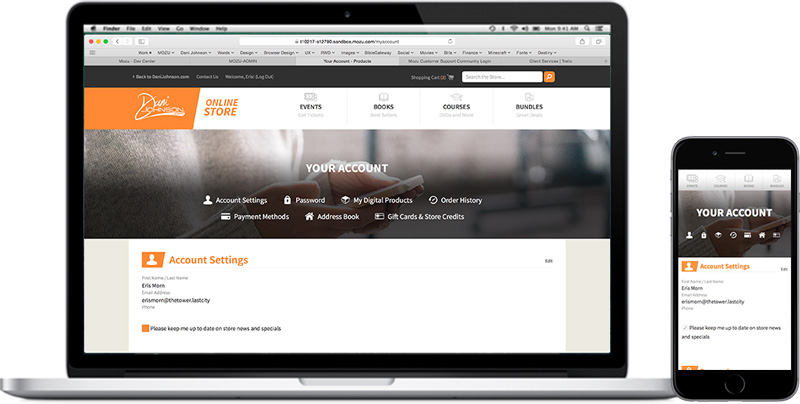 Finder File Edit View Go Window Help Mon 9:41 AM
t10217-s12790.sandbox.mozu.com/myaccount
Work MOZU Dani Johnson Words Design Browser Design UX RWD Images BibleGateway Social Movies Bits Finance Minecraft Fonts Destiny
Mozu - Dev Center MOZU-ADMIN Your Account - Products Mozu Customer Support Community Login Client Services | Trello
Back to DaniJohnson.com Contact Us Welcome, Eris! (Log Out) Shopping Cart (0) Search the Store...
Dani JOHNSON ONLINE STORE
EVENTS BOOKS COURSES BUNDLES
Get Tickets Best Sellers DVDs and More Great Deals
YOUR ACCOUNT
Account Settings Password My Digital Products Order History
Payment Methods Address Book Gift Cards & Store Credits
Account Settings Edit
First Name / Last Name
Eris Morn
Email Address
erismorn@thetower.lastcity
Phone
Please keep me up to date on store news and specials
EVENTS COURSES BOOKS BUNDLES
YOUR ACCOUNT
Account Settings Edit
First Name / Last Name
Eris Morn
Email Address
erismorn@thetower.lastcity
Phone
Please keep me up to date on store news
and specials